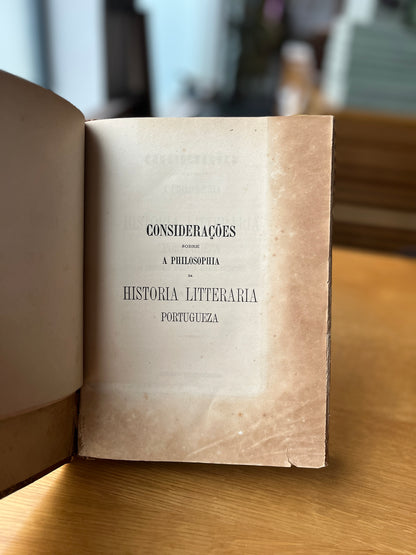 CONSIDERAÇÕES
SOBRE
A PHILOSOPHIA
DA
HISTORIA LITTERARIA
PORTUGUEZA